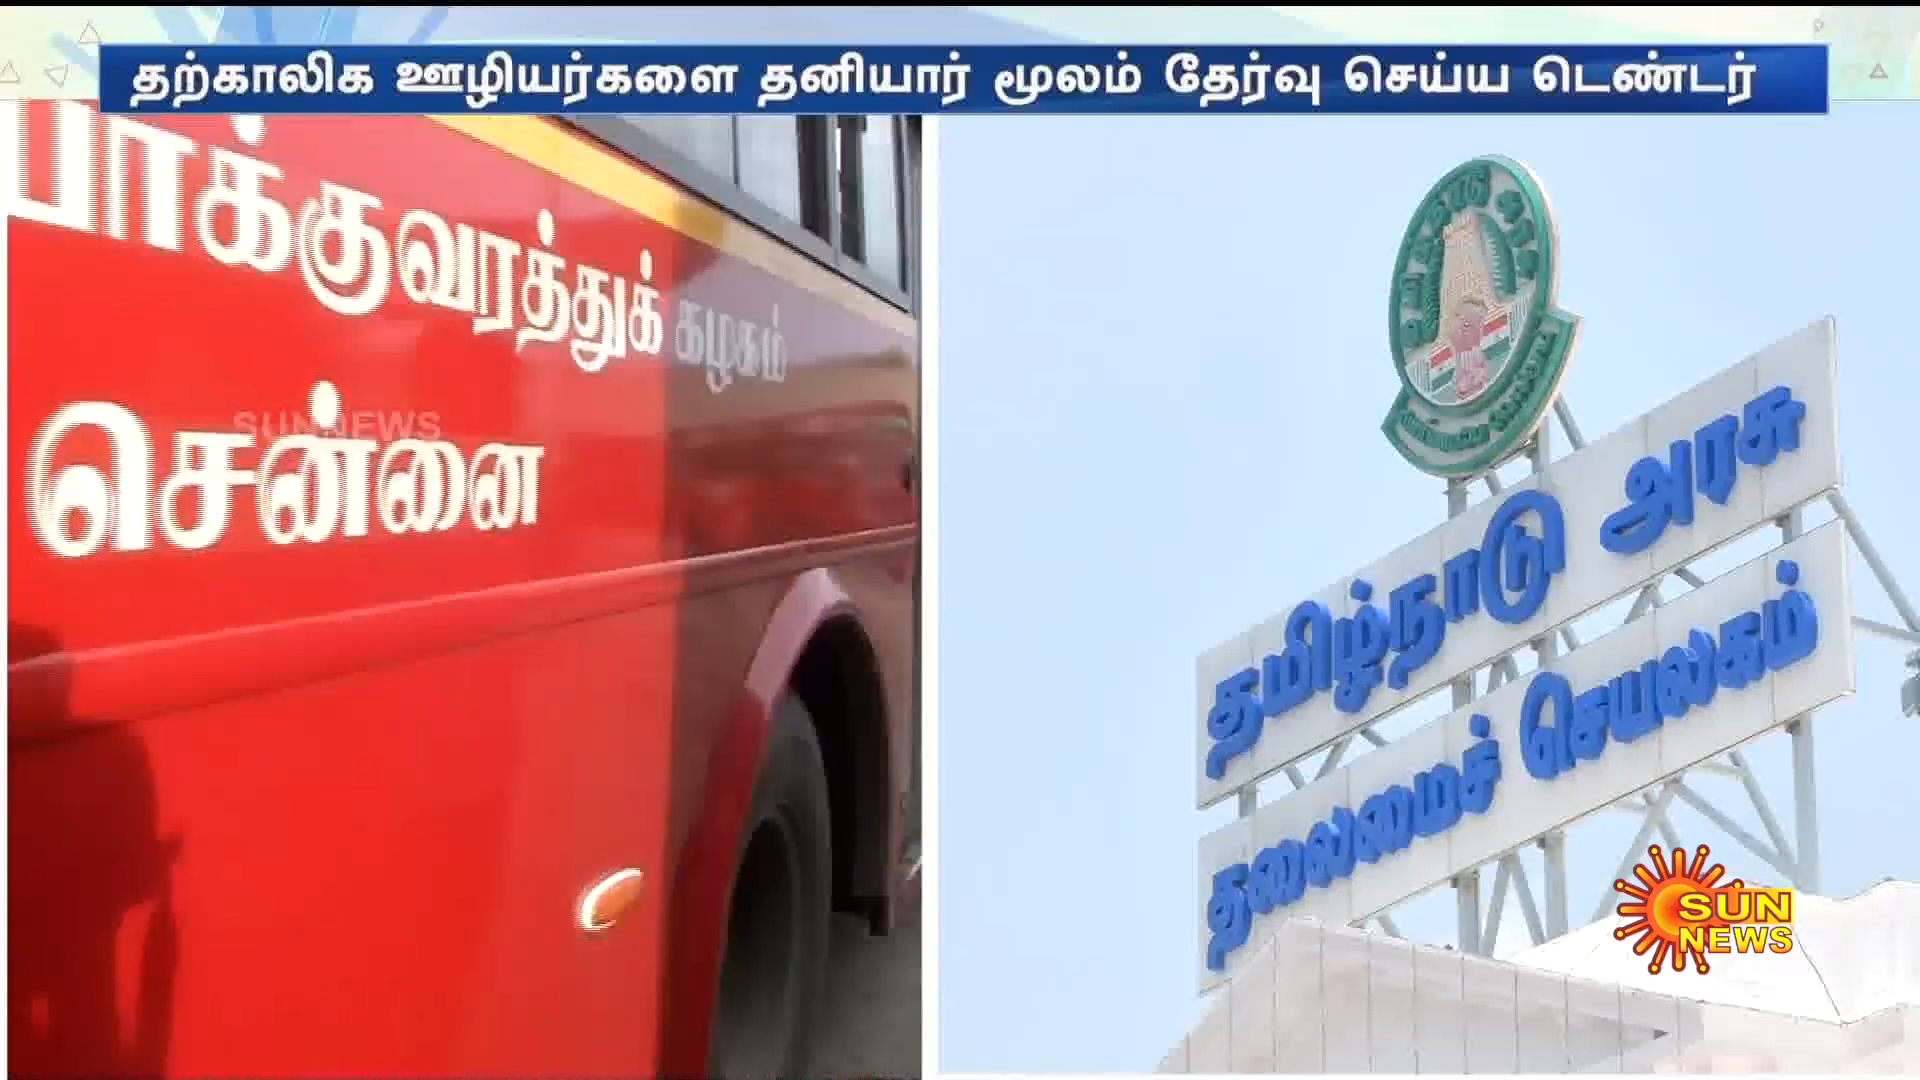 தற்காலிக ஊழியர்களை தனியார் மூலம் தேர்வு செய்ய டெண்டர்
பாக்குவரத்துக் கழகம்
சென்னை
SUN NEWS
தமிழ்நாடு அரசு
தலைமைச் செயலகம்
SUN
NEWS